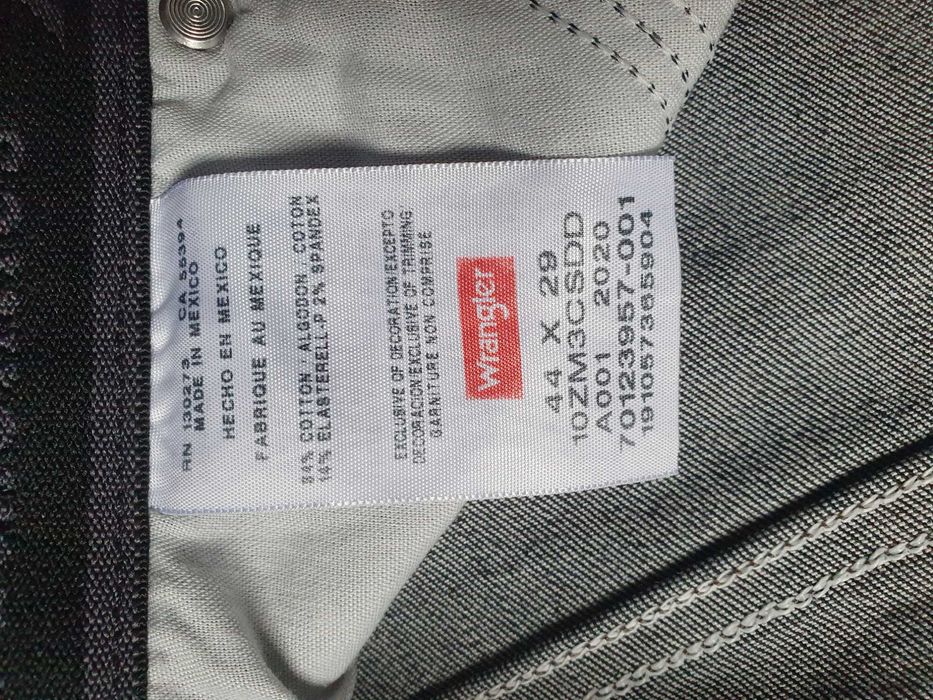 RN 130273 CA 56394
MADE IN MEXICO
HECHO EN MEXICO
FABRIQUE AU MEXIQUE
84% COTTON ALGODON COTON
14% ELASTERELL-P 2% SPANDEX
EXCLUSIVE OF DECORATION/EXCEPTO
DECORACION/EXCLUSIVE OF TRIMMING/
GARNITURE NON COMPRISE
Wrangler
44 X 29
10ZM3CSDD
A001 2020
70123957-001
191057365904